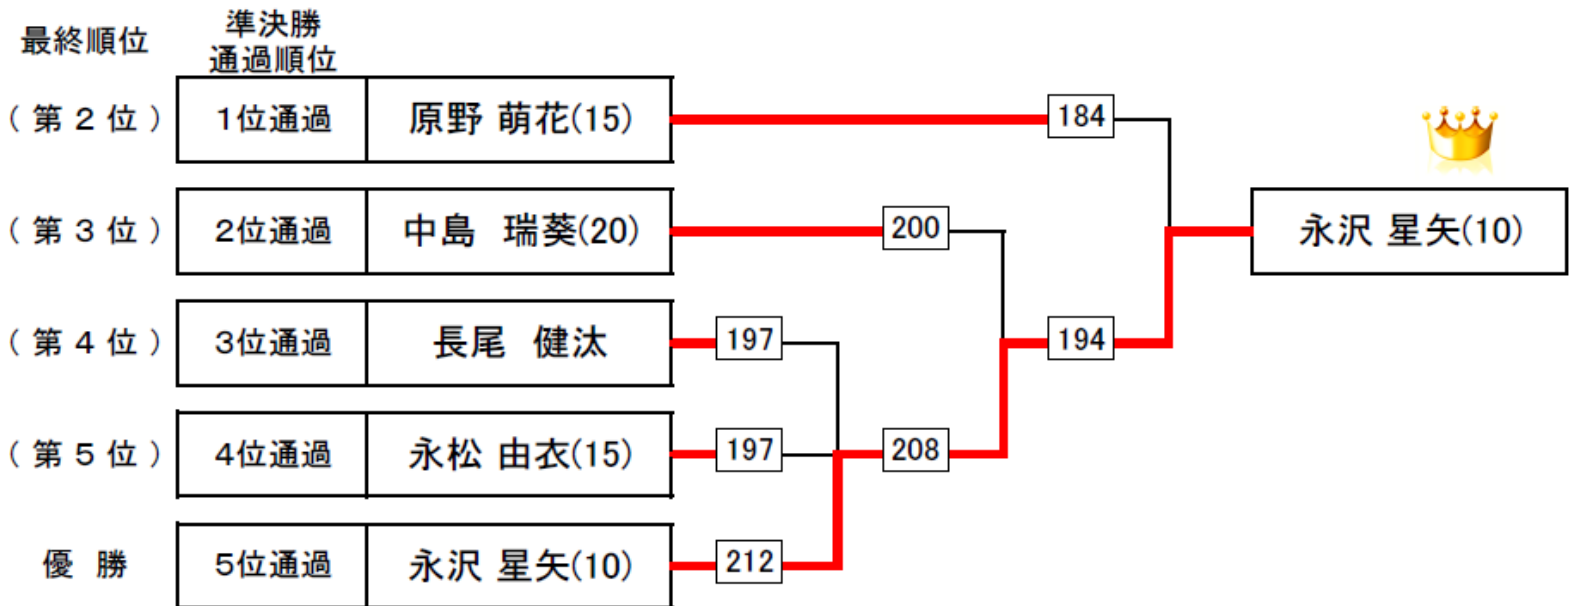 最終順位
準決勝
通過順位
(第2位) 1位通過 原野 萌花(15) 184
(第3位) 2位通過 中島 瑞葵(20) 200 永沢 星矢(10)
(第4位) 3位通過 長尾 健汰 197 194
(第5位) 4位通過 永松 由衣(15) 197 208
優 勝 5位通過 永沢 星矢(10) 212